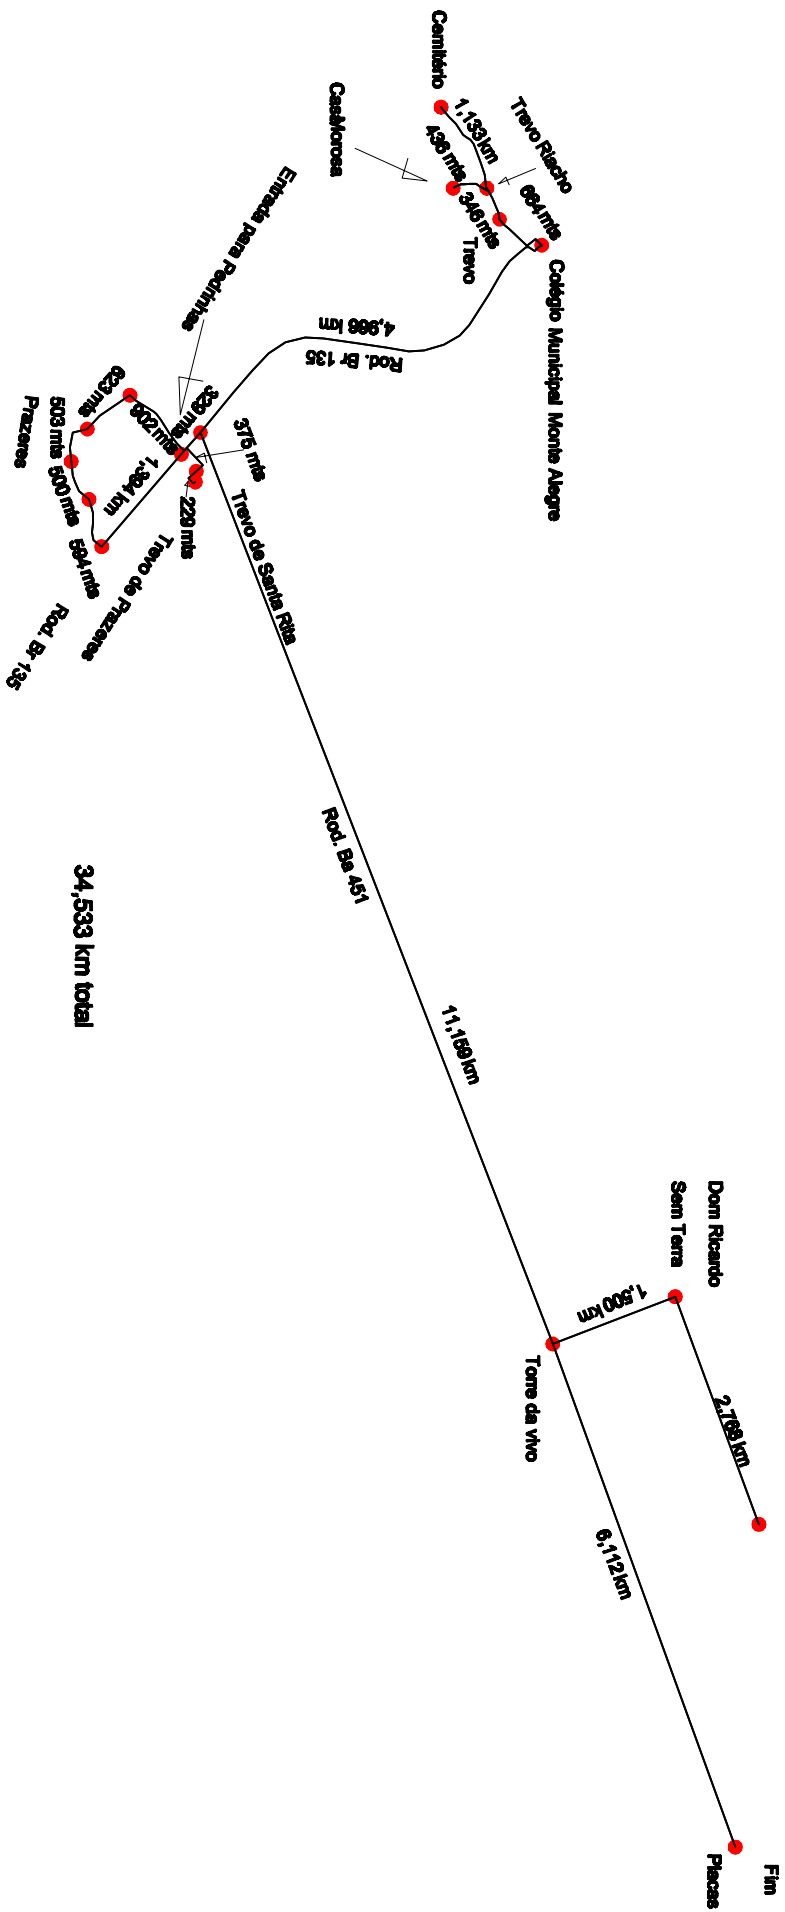 Cemitério
1,133 km
Trevo Riacho
436 mts
CasaMorosa
346 mts
664 mts
Trevo
Colégio Municipal Monte Alegre
4,966 km
Rod. Br 135
Entrada para Pedrinhas
329 mts
375 mts
229 mts
602 mts
623 mts
503 mts
Prazeres
500 mts
594 mts
1,394 km
Trevo de Prazeres
Rod. Br 135
Trevo de Santa Rita
Rod. Ba 451
34,533 km total
11,159 km
Dom Ricardo
Sem Terra
1,500 km
Torre da vivo
2,768 km
6,112 km
Fim
Placas